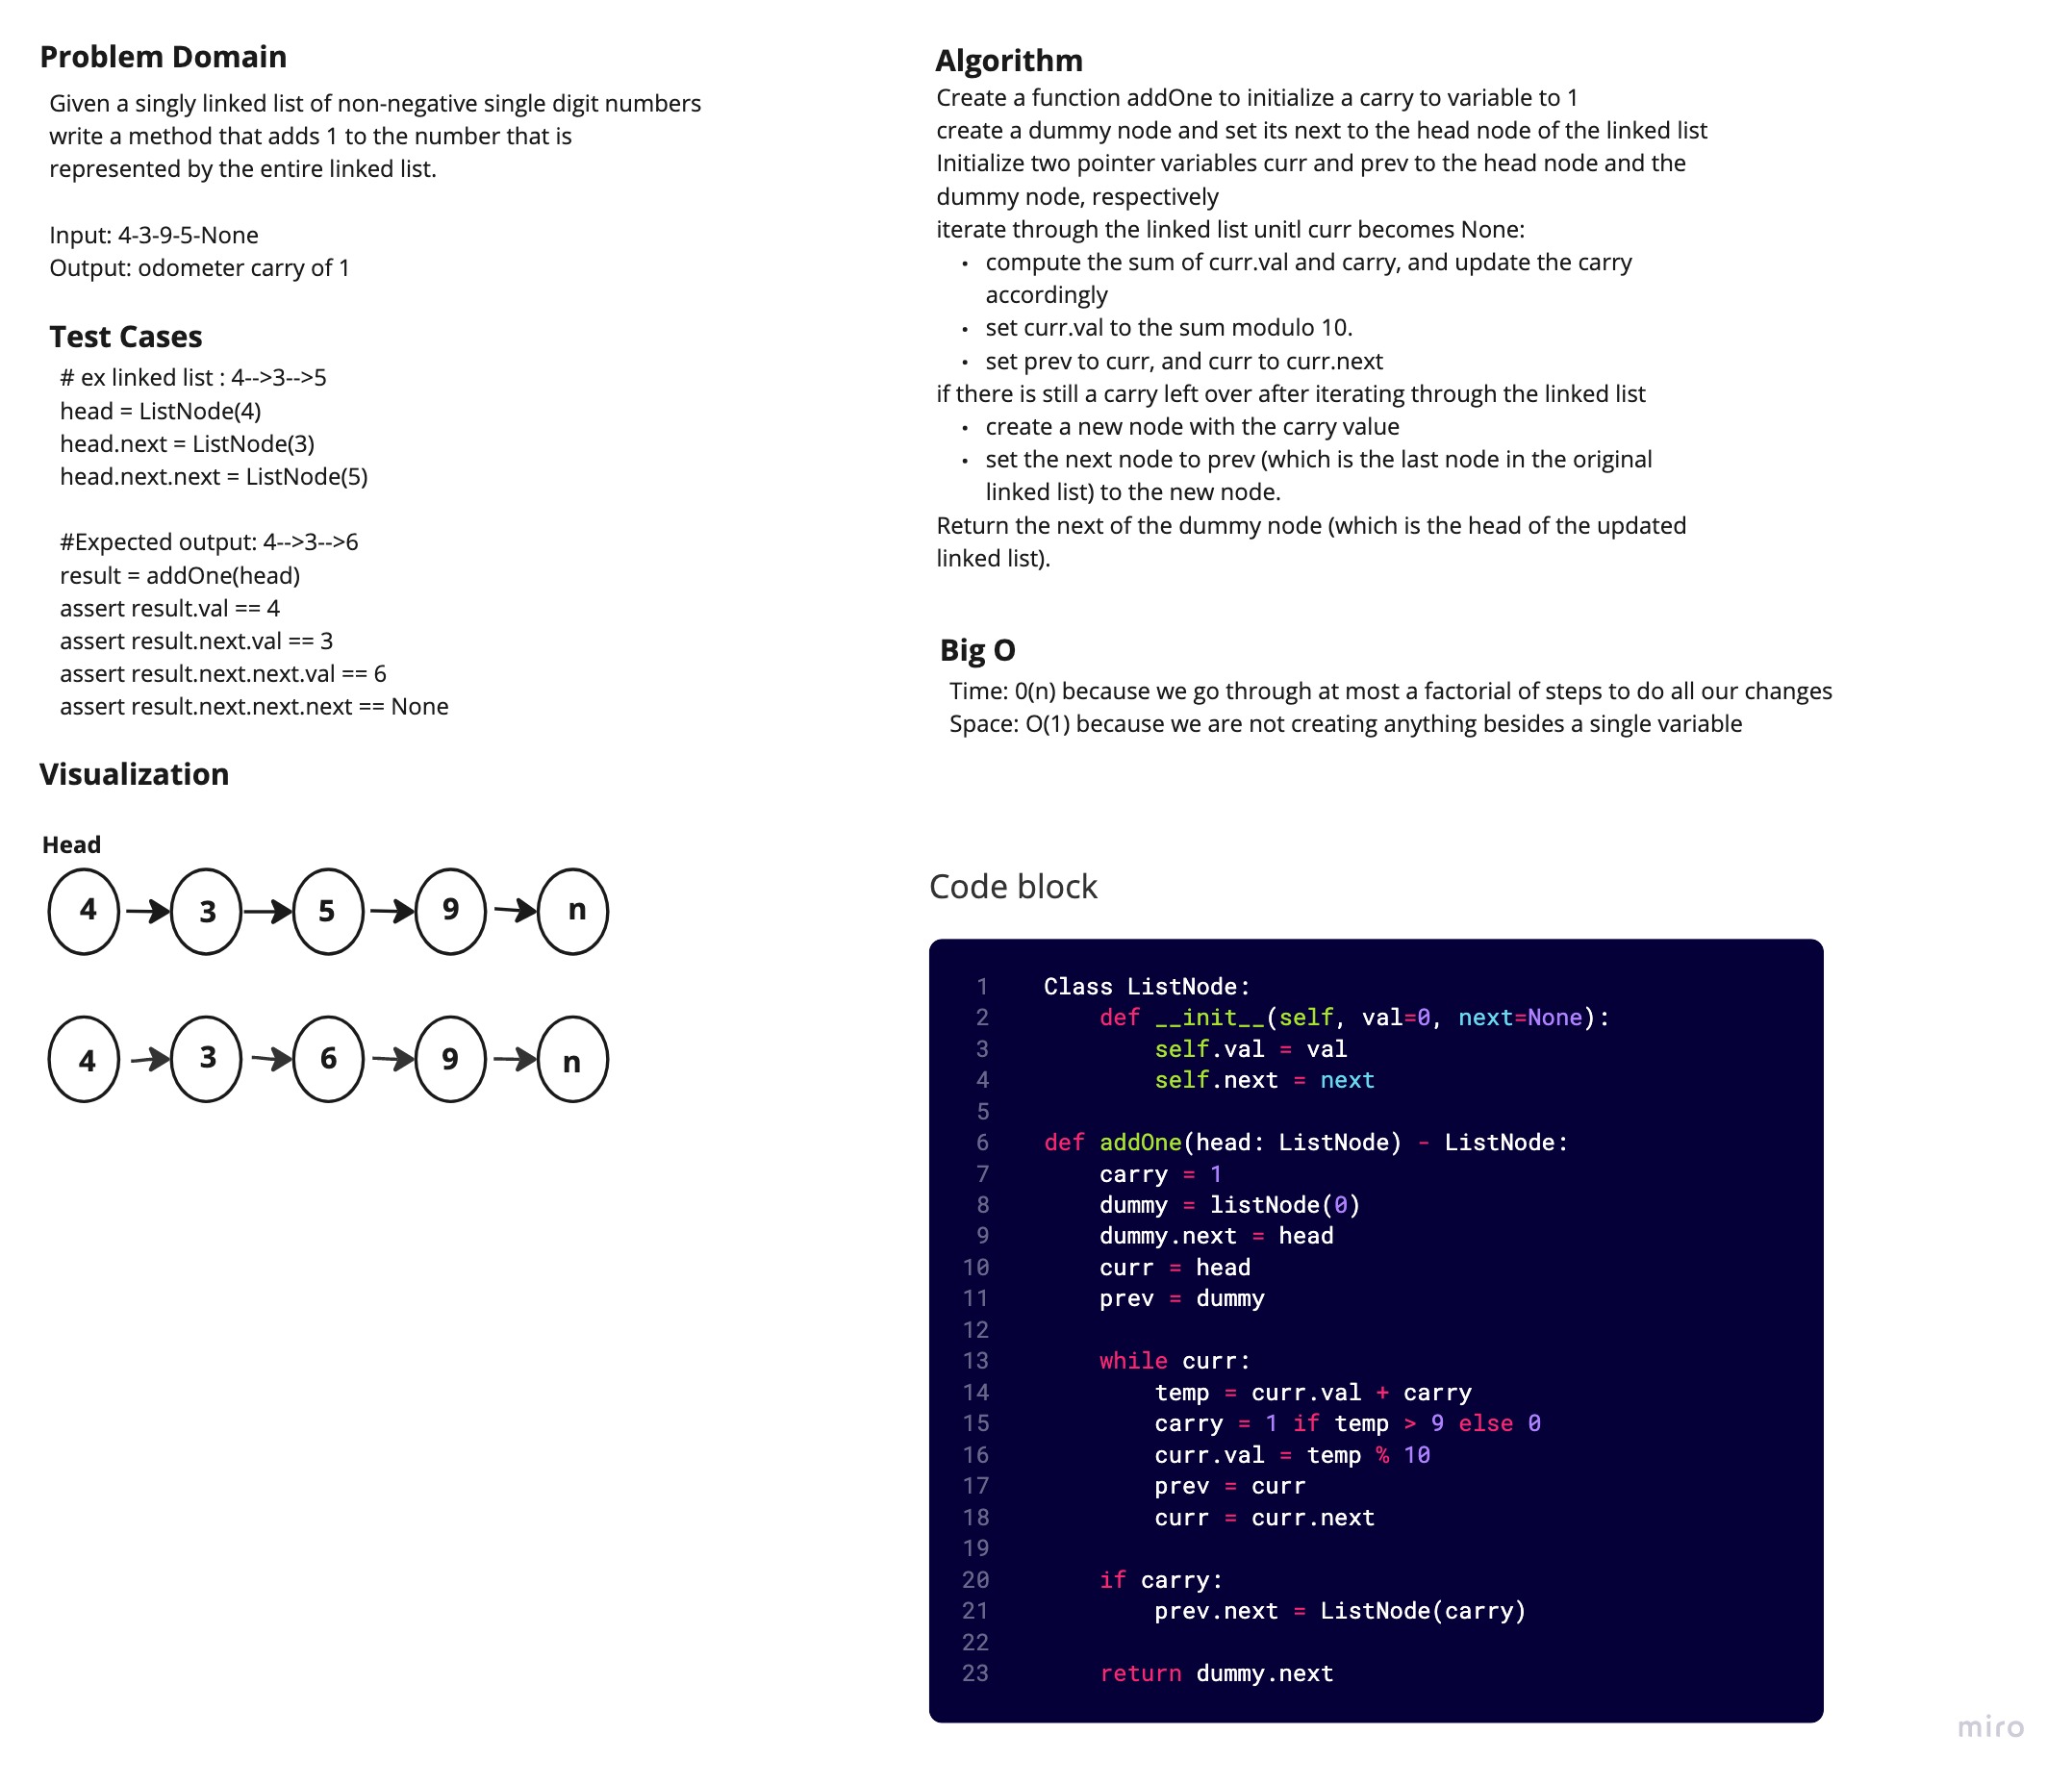 Problem Domain
Given a singly linked list of non-negative single digit numbers
write a method that adds 1 to the number that is
represented by the entire linked list.
Input: 4-3-9-5-None
Output: odometer carry of 1
Test Cases
# ex linked list : 4-->3-->5
head = ListNode(4)
head.next = ListNode(3)
head.next.next = ListNode(5)
#Expected output: 4-->3-->6
result = addOne(head)
assert result.val == 4
assert result.next.val == 3
assert result.next.next.val == 6
assert result.next.next.next == None
Visualization
Head
4 3 5 9 n
4 3 6 9 n
Algorithm
Create a function addOne to initialize a carry to variable to 1
create a dummy node and set its next to the head node of the linked list
Initialize two pointer variables curr and prev to the head node and the
dummy node, respectively
iterate through the linked list unitl curr becomes None:
• compute the sum of curr.val and carry, and update the carry
accordingly
• set curr.val to the sum modulo 10.
• set prev to curr, and curr to curr.next
if there is still a carry left over after iterating through the linked list
• create a new node with the carry value
• set the next node to prev (which is the last node in the original
linked list) to the new node.
Return the next of the dummy node (which is the head of the updated
linked list).
Big O
Time: 0(n) because we go through at most a factorial of steps to do all our changes
Space: O(1) because we are not creating anything besides a single variable
Code block
1 Class ListNode:
2 def __init__(self, val=0, next=None):
3 self.val = val
4 self.next = next
5
6 def addOne(head: ListNode) - ListNode:
7 carry = 1
8 dummy = listNode(0)
9 dummy.next = head
10 curr = head
11 prev = dummy
12
13 while curr:
14 temp = curr.val + carry
15 carry = 1 if temp > 9 else 0
16 curr.val = temp % 10
17 prev = curr
18 curr = curr.next
19
20 if carry:
21 prev.next = ListNode(carry)
22
23 return dummy.next
miro